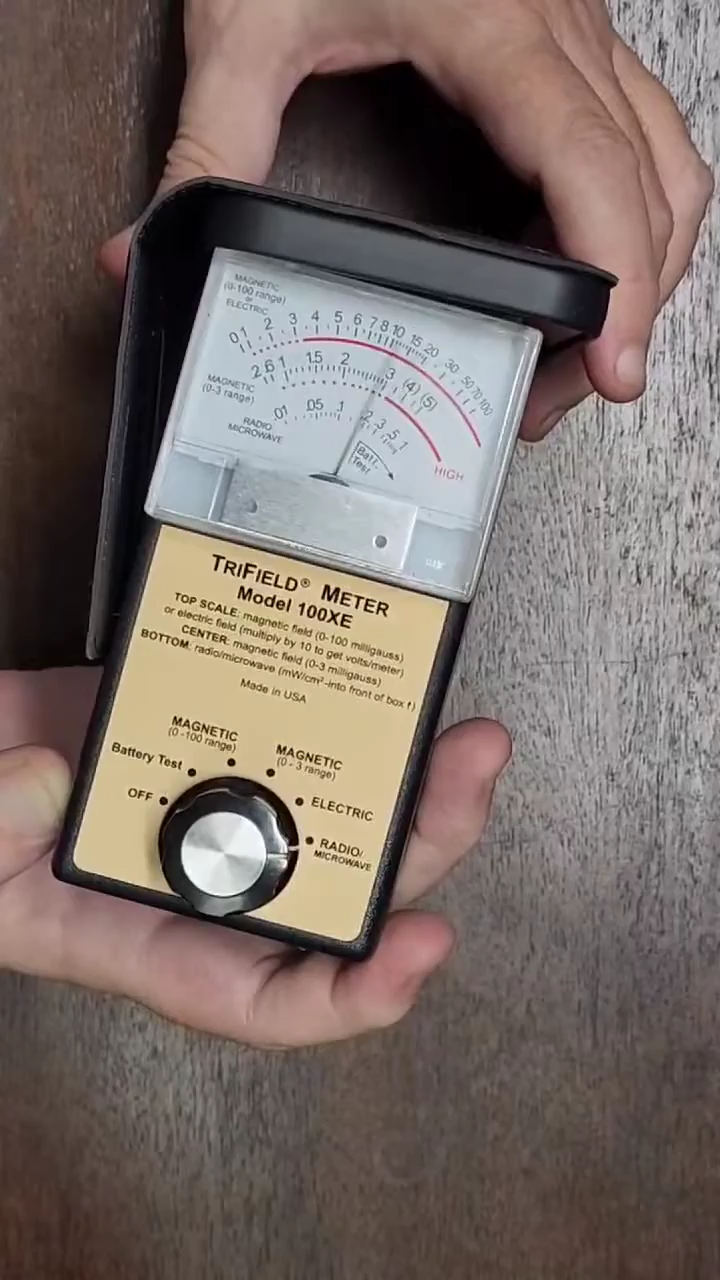 MAGNETIC
(0-100 range)
or
ELECTRIC
0 1 2 3 4 5 6 7 8 10 15 20 30 50 70 100
MAGNETIC
(0-3 range)
.2 .6 1 1.5 2 3 (4) (5)
RADIO
MICROWAVE
.01 .05 .1 .2 .3 .5 1
Batt.
Test
HIGH
TRIFIELD® METER
Model 100XE
TOP SCALE: magnetic field (0-100 milligauss)
or electric field (multiply by 10 to get volts/meter)
CENTER: magnetic field (0-3 milligauss)
BOTTOM: radio/microwave (mW/cm²-into front of box ↑)
Made in USA
MAGNETIC
(0-100 range)
MAGNETIC
(0 - 3 range)
Battery Test
OFF
ELECTRIC
RADIO/
MICROWAVE